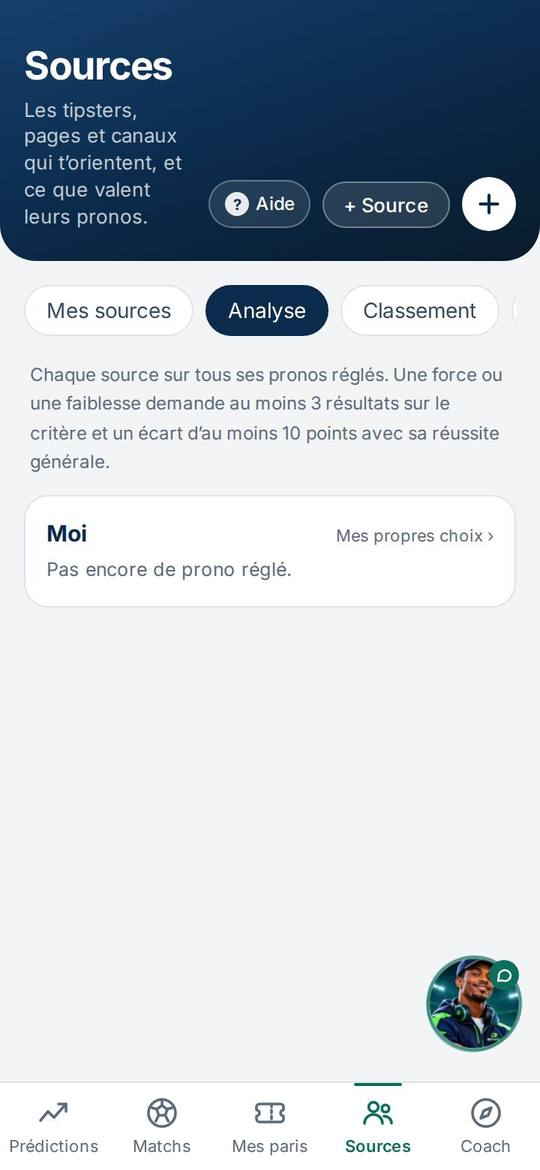 Sources
Les tipsters,
pages et canaux
qui t’orientent, et
ce que valent
leurs pronos.
? Aide
+ Source
+
Mes sources
Analyse
Classement
Chaque source sur tous ses pronos réglés. Une force ou
une faiblesse demande au moins 3 résultats sur le
critère et un écart d’au moins 10 points avec sa réussite
générale.
Moi
Mes propres choix ›
Pas encore de prono réglé.
Prédictions
Matchs
Mes paris
Sources
Coach